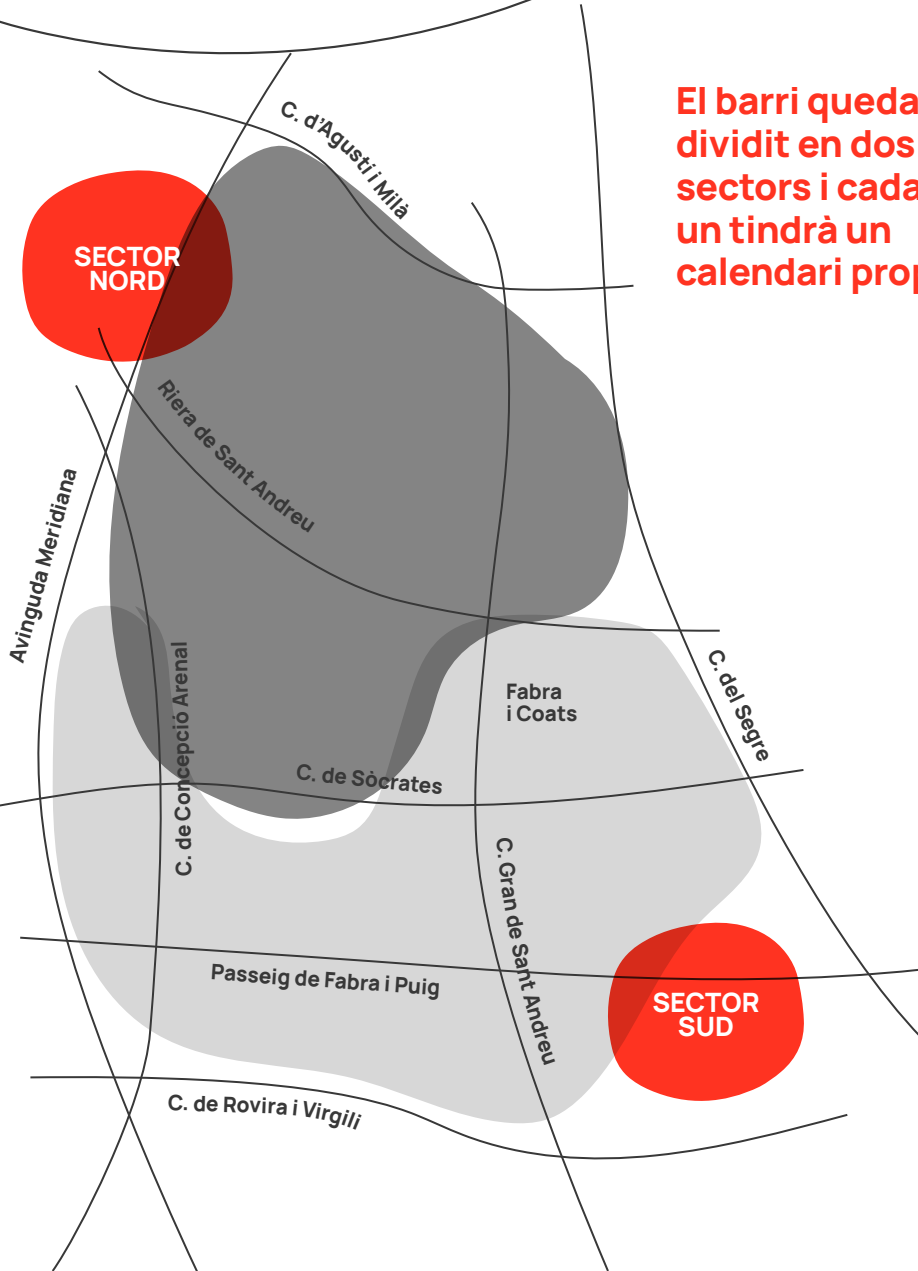 El barri queda
dividit en dos
sectors i cada
un tindrà un
calendari prop
C. d'Agustí i Milà
SECTOR
NORD
Riera de Sant Andreu
Avinguda Meridiana
C. de Concepció Arenal
Fabra
i Coats
C. del Segre
C. de Sòcrates
C. Gran de Sant Andreu
Passeig de Fabra i Puig
SECTOR
SUD
C. de Rovira i Virgili